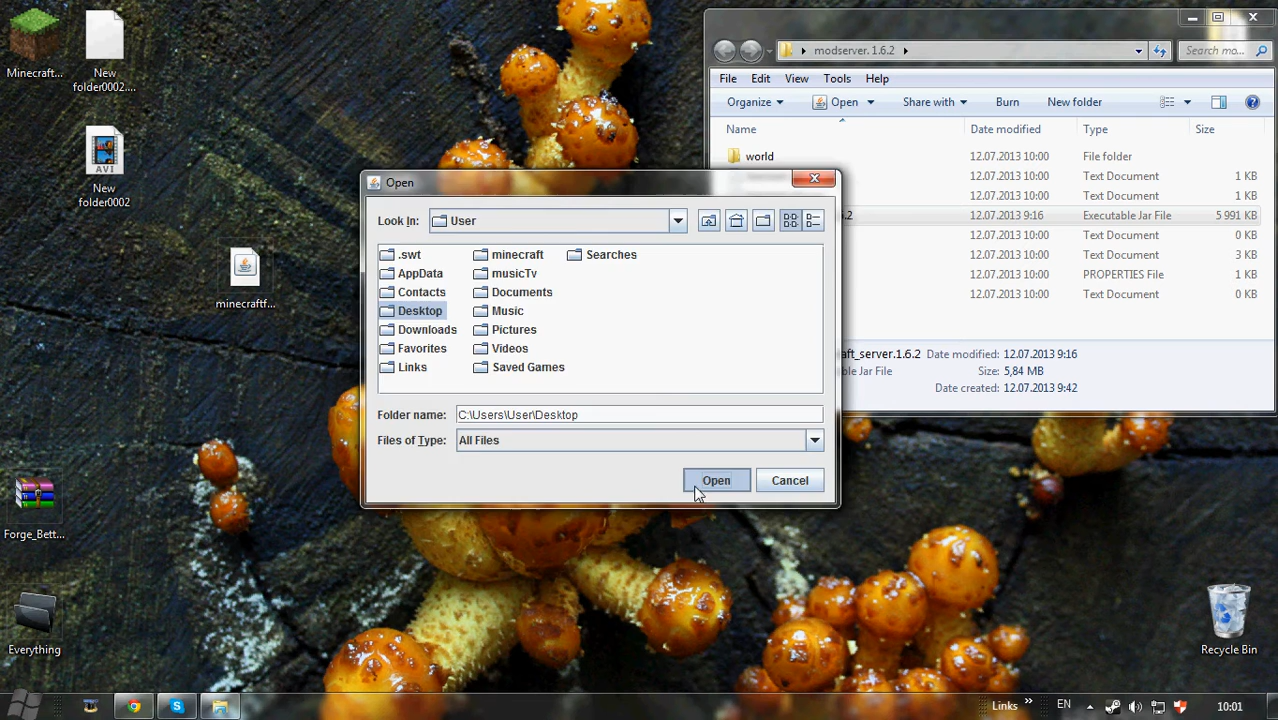 Minecraft...
New
folder0002....
AVI
New
folder0002
minecraftf...
Forge_Bett...
Everything
Recycle Bin
modserver. 1.6.2
Search mo...
File Edit View Tools Help
Organize Open Share with Burn New folder
Name Date modified Type Size
world 12.07.2013 10:00 File folder
12.07.2013 10:00 Text Document 1 KB
12.07.2013 10:00 Text Document 1 KB
.2 12.07.2013 9:16 Executable Jar File 5 991 KB
12.07.2013 10:00 Text Document 0 KB
12.07.2013 10:00 Text Document 3 KB
12.07.2013 10:00 PROPERTIES File 1 KB
12.07.2013 10:00 Text Document 0 KB
aft_server.1.6.2 Date modified: 12.07.2013 9:16
ble Jar File Size: 5,84 MB
Date created: 12.07.2013 9:42
Open
Look In: User
.swt minecraft Searches
AppData musicTv
Contacts Documents
Desktop Music
Downloads Pictures
Favorites Videos
Links Saved Games
Folder name: C:\Users\User\Desktop
Files of Type: All Files
Open Cancel
Links » EN 10:01